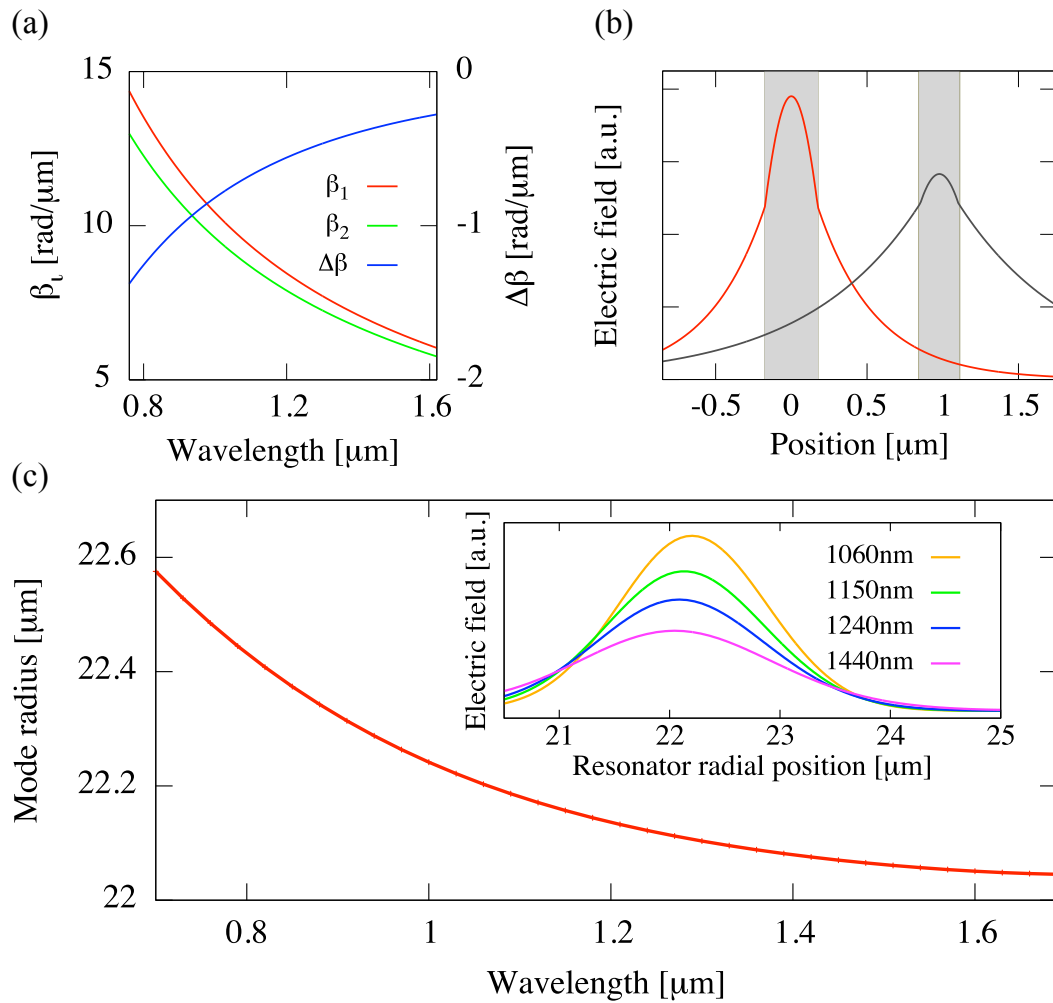 (a)
(b)
15
10
5
0
-1
-2
0.8
1.2
1.6
βι [rad/μm]
Δβ [rad/μm]
β1
β2
Δβ
Wavelength [μm]
Electric field [a.u.]
-0.5
0
0.5
1
1.5
Position [μm]
(c)
22.6
22.4
22.2
22
Mode radius [μm]
0.8
1
1.2
1.4
1.6
Wavelength [μm]
Electric field [a.u.]
1060nm
1150nm
1240nm
1440nm
21
22
23
24
25
Resonator radial position [μm]